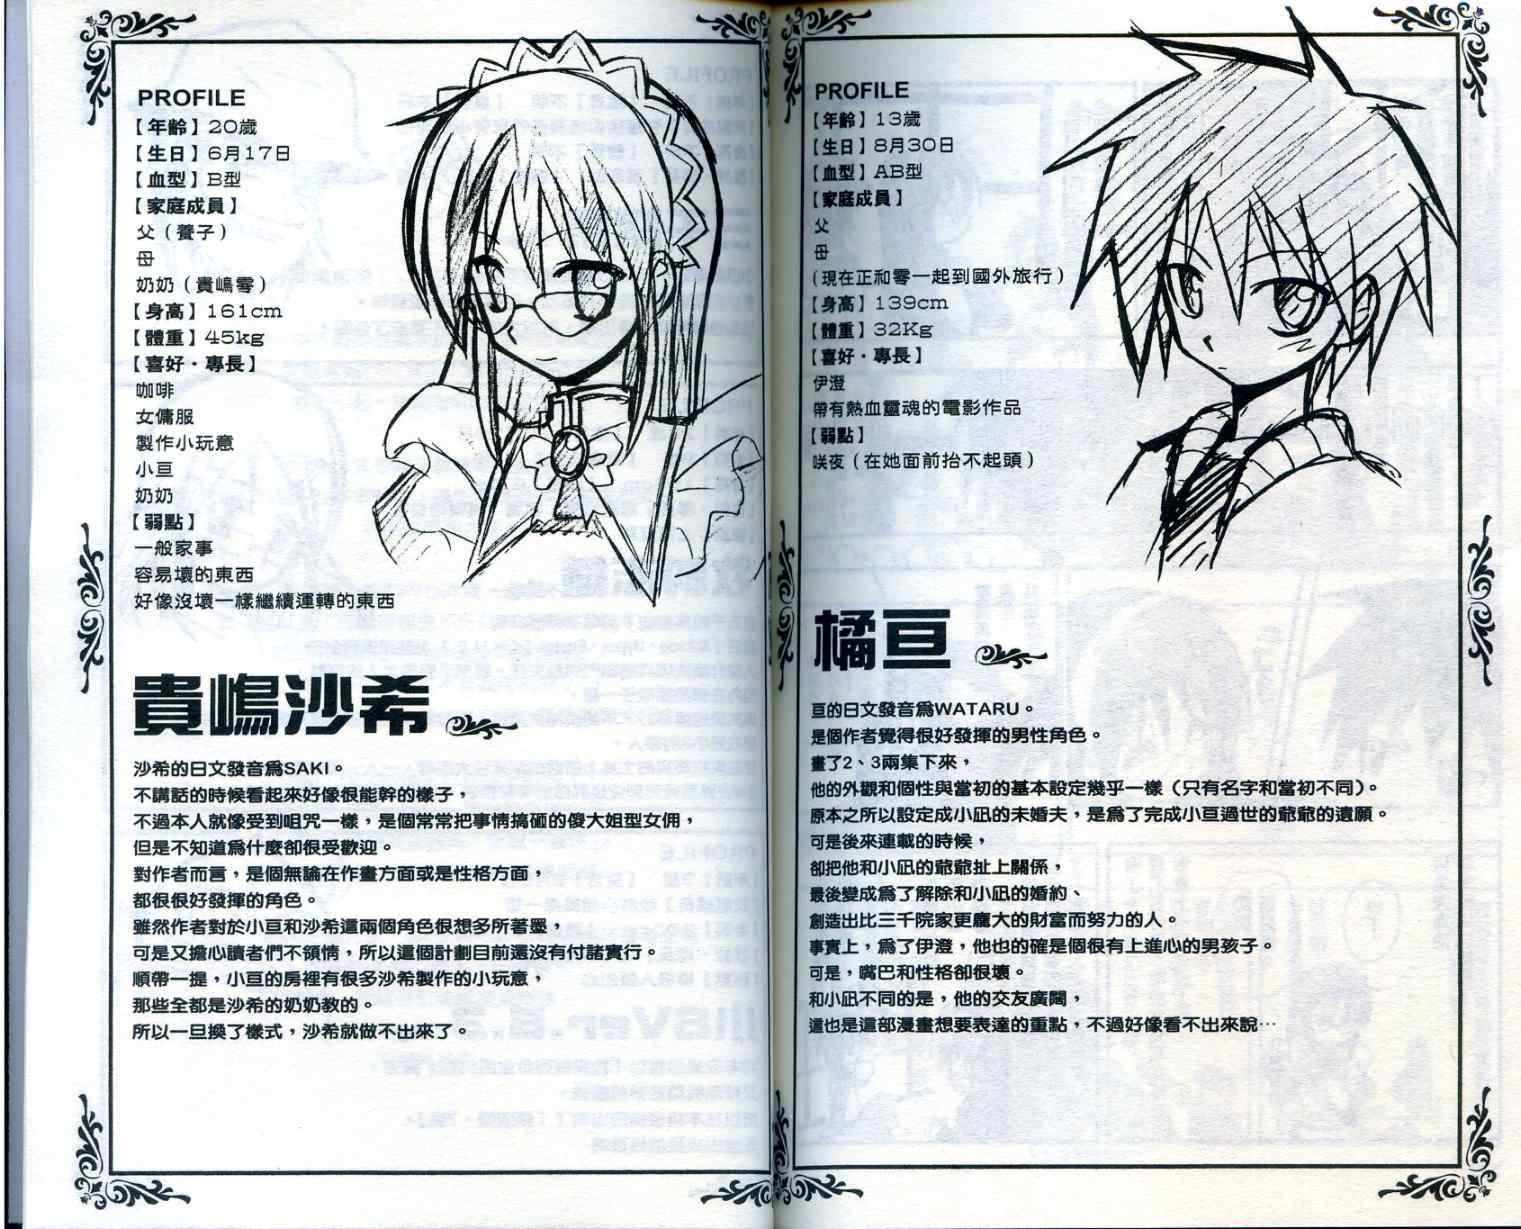 PROFILE
【年齡】20歲
【生日】6月17日
【血型】B型
【家庭成員】
父（養子）
母
奶奶（貴嶋零）
【身高】161cm
【體重】45kg
【喜好・專長】
咖啡
女傭服
製作小玩意
小亘
奶奶
【弱點】
一般家事
容易壞的東西
好像沒壞一樣繼續運轉的東西
貴嶋沙希
沙希的日文發音為SAKI。
不講話的時候看起來好像很能幹的樣子，
不過本人就像受到咀咒一樣，是個常常把事情搞砸的傻大姐型女佣，
但是不知道為什麼卻很受歡迎。
對作者而言，是個無論在作畫方面或是性格方面，
都很很好發揮的角色。
雖然作者對於小亘和沙希這兩個角色很想多所著墨，
可是又擔心讀者們不領情，所以這個計劃目前還沒有付諸實行。
順帶一提，小亘的房裡有很多沙希製作的小玩意，
那些全都是沙希的奶奶教的。
所以一旦換了樣式，沙希就做不出來了。
PROFILE
【年齡】13歲
【生日】8月30日
【血型】AB型
【家庭成員】
父
母
（現在正和零一起到國外旅行）
【身高】139cm
【體重】32Kg
【喜好・專長】
伊澄
帶有熱血靈魂的電影作品
【弱點】
咲夜（在她面前抬不起頭）
橘亘
亘的日文發音為WATARU。
是個作者覺得很好發揮的男性角色。
畫了2、3兩集下來，
他的外觀和個性與當初的基本設定幾乎一樣（只有名字和當初不同）。
原本之所以設定成小凪的未婚夫，是為了完成小亘過世的爺爺的遺願。
可是後來連載的時候，
卻把他和小凪的爺爺扯上關係，
最後變成為了解除和小凪的婚約、
創造出比三千院家更龐大的財富而努力的人。
事實上，為了伊澄，他也的確是個很有上進心的男孩子。
可是，嘴巴和性格卻很壞。
和小凪不同的是，他的交友廣闊，
這也是這部漫畫想要表達的重點，不過好像看不出來說…